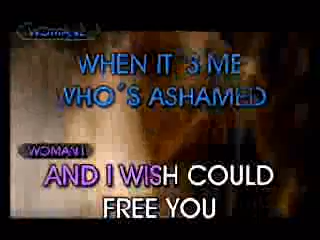 WHEN IT´S ME
WHO´S ASHAMED
WOMAN 1
AND I WISH COULD
FREE YOU